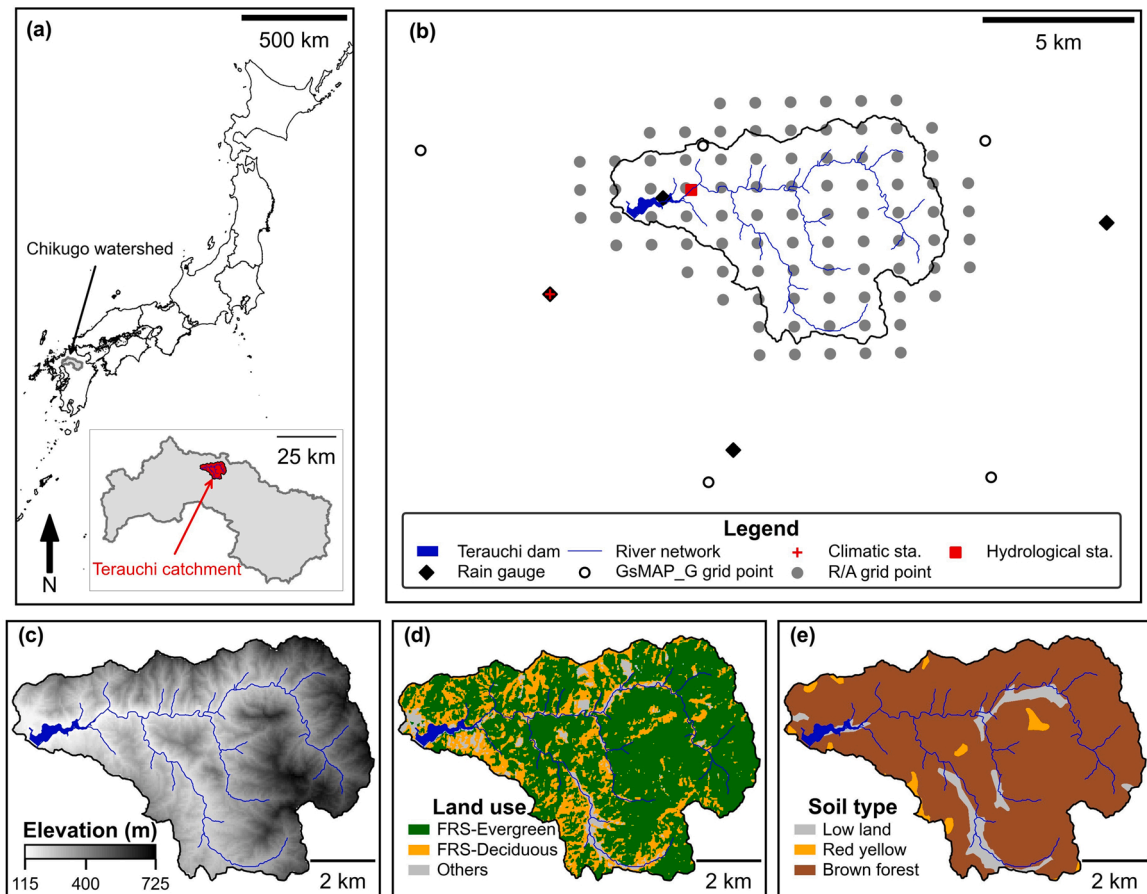 (a)
500 km
Chikugo watershed
25 km
Terauchi catchment
N
(b)
5 km
Legend
Terauchi dam
River network
Climatic sta.
Hydrological sta.
Rain gauge
GsMAP_G grid point
R/A grid point
(c)
Elevation (m)
115 400 725
2 km
(d)
Land use
FRS-Evergreen
FRS-Deciduous
Others
2 km
(e)
Soil type
Low land
Red yellow
Brown forest
2 km